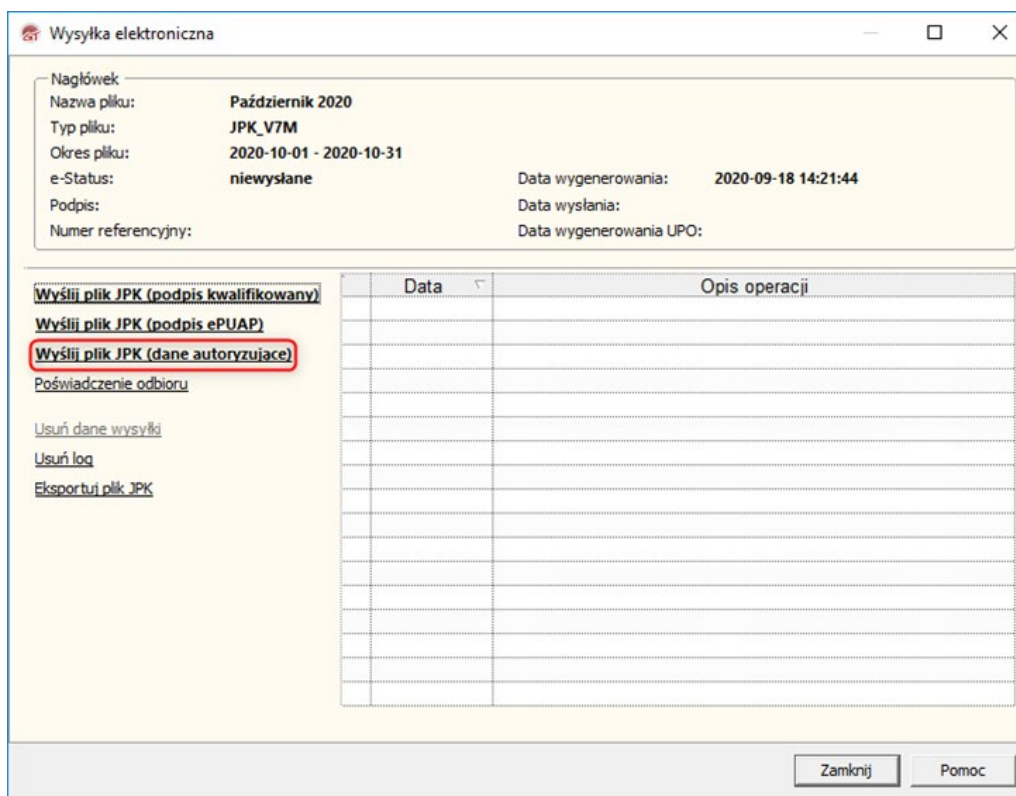 Wysyłka elektroniczna
Nagłówek
Nazwa pliku: Październik 2020
Typ pliku: JPK_V7M
Okres pliku: 2020-10-01 - 2020-10-31
e-Status: niewysłane Data wygenerowania: 2020-09-18 14:21:44
Podpis: Data wysłania:
Numer referencyjny: Data wygenerowania UPO:
Data Opis operacji
Wyślij plik JPK (podpis kwalifikowany)
Wyślij plik JPK (podpis ePUAP)
Wyślij plik JPK (dane autoryzujące)
Poświadczenie odbioru
Usuń dane wysyłki
Usuń log
Eksportuj plik JPK
Zamknij Pomoc